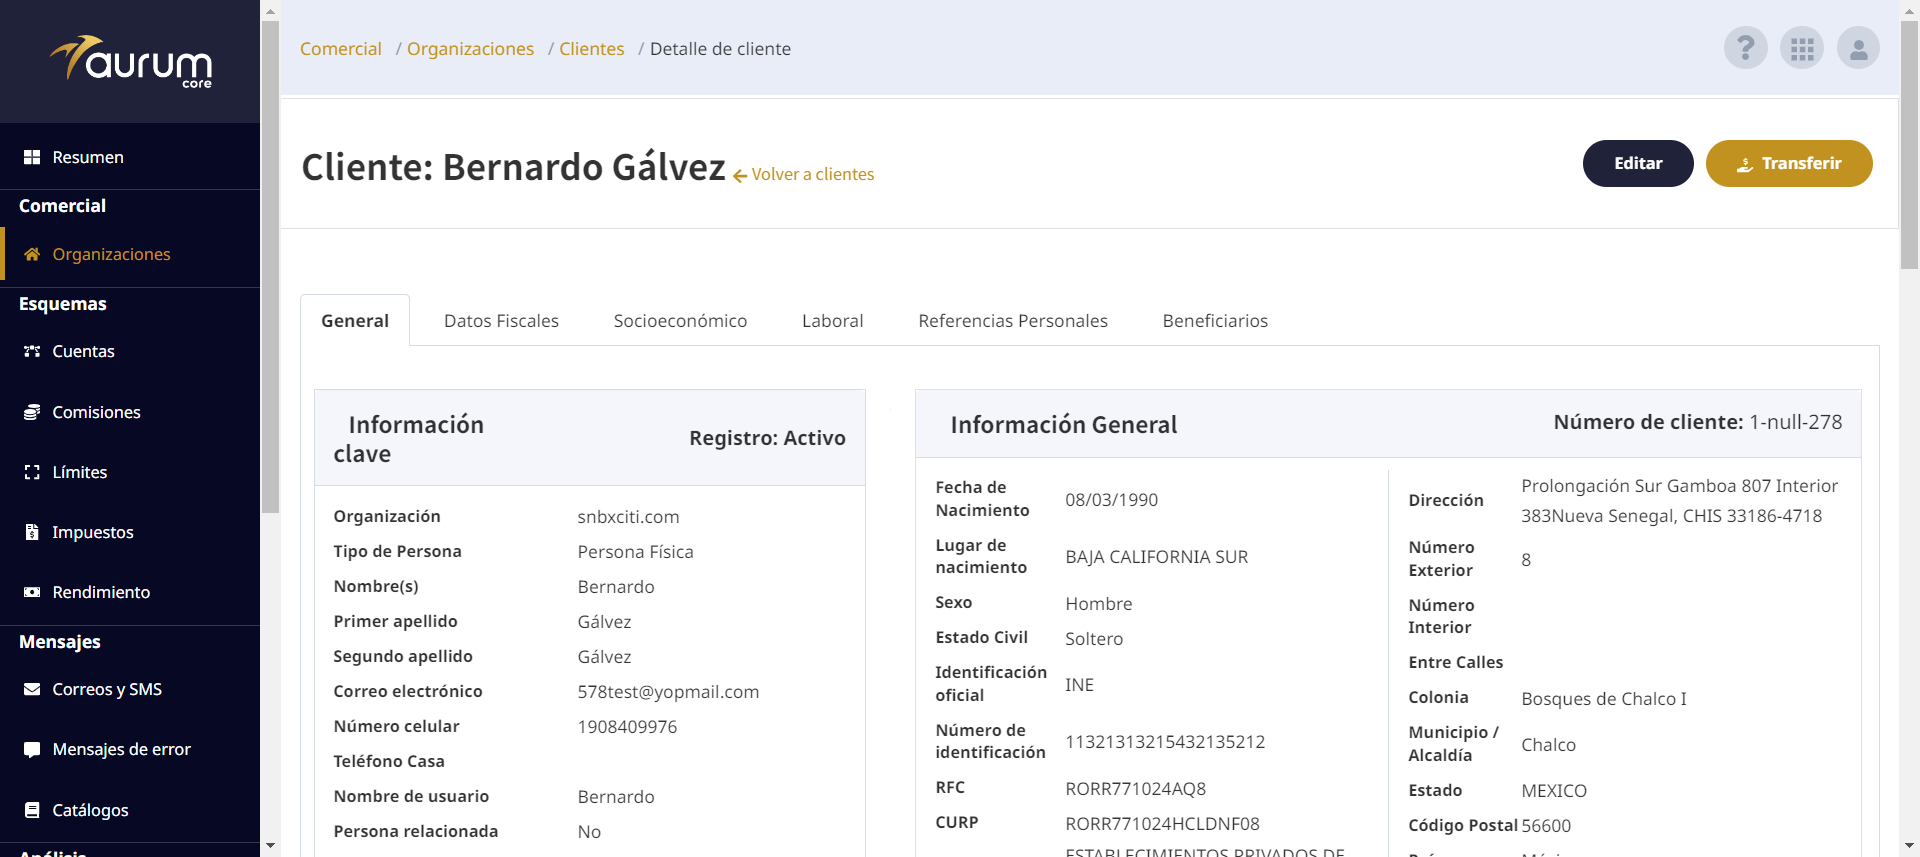 aurum
core
Resumen
Comercial
Organizaciones
Esquemas
Cuentas
Comisiones
Límites
Impuestos
Rendimiento
Mensajes
Correos y SMS
Mensajes de error
Catálogos
Análisis
Comercial / Organizaciones / Clientes / Detalle de cliente
?
Cliente: Bernardo Gálvez Volver a clientes
Editar
Transferir
General Datos Fiscales Socioeconómico Laboral Referencias Personales Beneficiarios
Información
clave
Registro: Activo
Organización snbxciti.com
Tipo de Persona Persona Física
Nombre(s) Bernardo
Primer apellido Gálvez
Segundo apellido Gálvez
Correo electrónico 578test@yopmail.com
Número celular 1908409976
Teléfono Casa
Nombre de usuario Bernardo
Persona relacionada No
Información General
Número de cliente: 1-null-278
Fecha de
Nacimiento
08/03/1990
Lugar de
nacimiento
BAJA CALIFORNIA SUR
Sexo Hombre
Estado Civil Soltero
Identificación
oficial
INE
Número de
identificación
11321313215432135212
RFC RORR771024AQ8
CURP RORR771024HCLDNF08
ESTABLECIMIENTOS PRIVADOS DE
Dirección
Prolongación Sur Gamboa 807 Interior
383Nueva Senegal, CHIS 33186-4718
Número
Exterior
8
Número
Interior
Entre Calles
Colonia Bosques de Chalco I
Municipio /
Alcaldía
Chalco
Estado MEXICO
Código Postal 56600